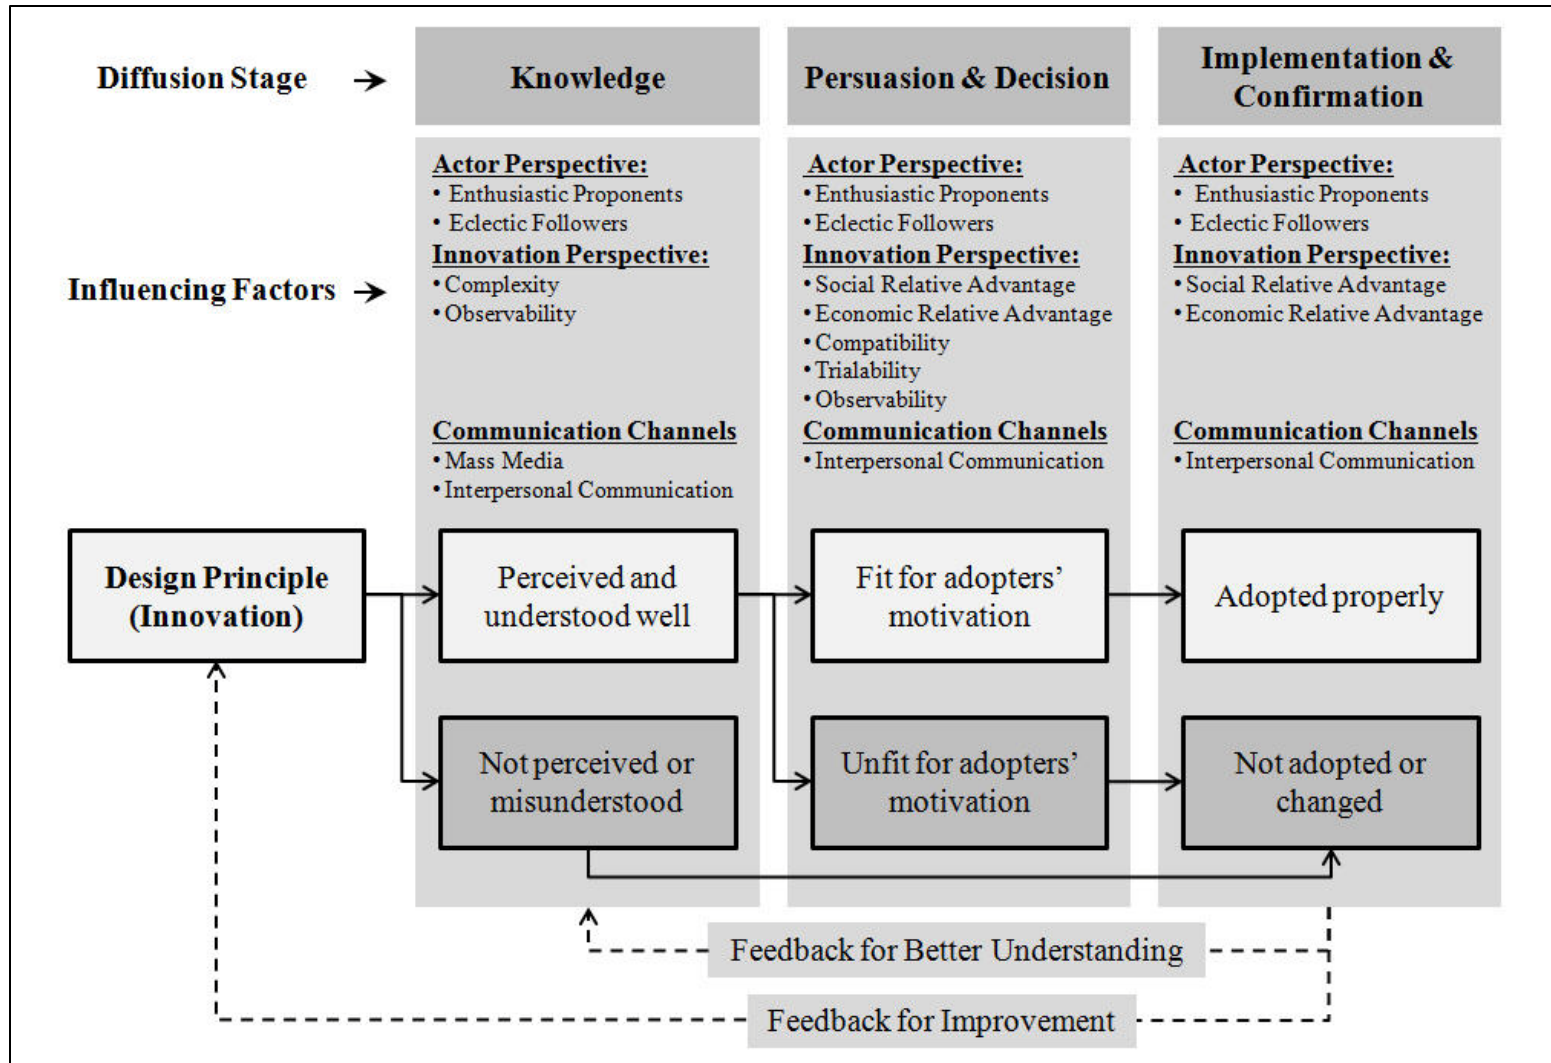 Diffusion Stage
Knowledge
Persuasion & Decision
Implementation &
Confirmation
Influencing Factors
Actor Perspective:
• Enthusiastic Proponents
• Eclectic Followers
Innovation Perspective:
• Complexity
• Observability
Communication Channels
• Mass Media
• Interpersonal Communication
Actor Perspective:
• Enthusiastic Proponents
• Eclectic Followers
Innovation Perspective:
• Social Relative Advantage
• Economic Relative Advantage
• Compatibility
• Trialability
• Observability
Communication Channels
• Interpersonal Communication
Actor Perspective:
• Enthusiastic Proponents
• Eclectic Followers
Innovation Perspective:
• Social Relative Advantage
• Economic Relative Advantage
Communication Channels
• Interpersonal Communication
Design Principle
(Innovation)
Perceived and
understood well
Fit for adopters’
motivation
Adopted properly
Not perceived or
misunderstood
Unfit for adopters’
motivation
Not adopted or
changed
Feedback for Better Understanding
Feedback for Improvement